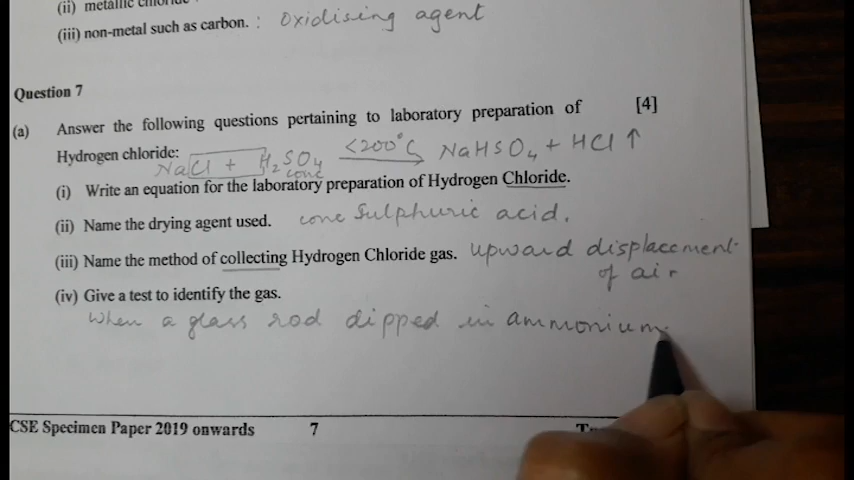 (ii) metallic chloride
(iii) non-metal such as carbon. : Oxidising agent
Question 7
(a) Answer the following questions pertaining to laboratory preparation of [4]
Hydrogen chloride: NaCl + H₂SO₄ conc <200°C NaHSO₄ + HCl ↑
(i) Write an equation for the laboratory preparation of Hydrogen Chloride.
(ii) Name the drying agent used. conc Sulphuric acid.
(iii) Name the method of collecting Hydrogen Chloride gas. upward displacement
of air
(iv) Give a test to identify the gas.
When a glass rod dipped in ammonium
CSE Specimen Paper 2019 onwards 7